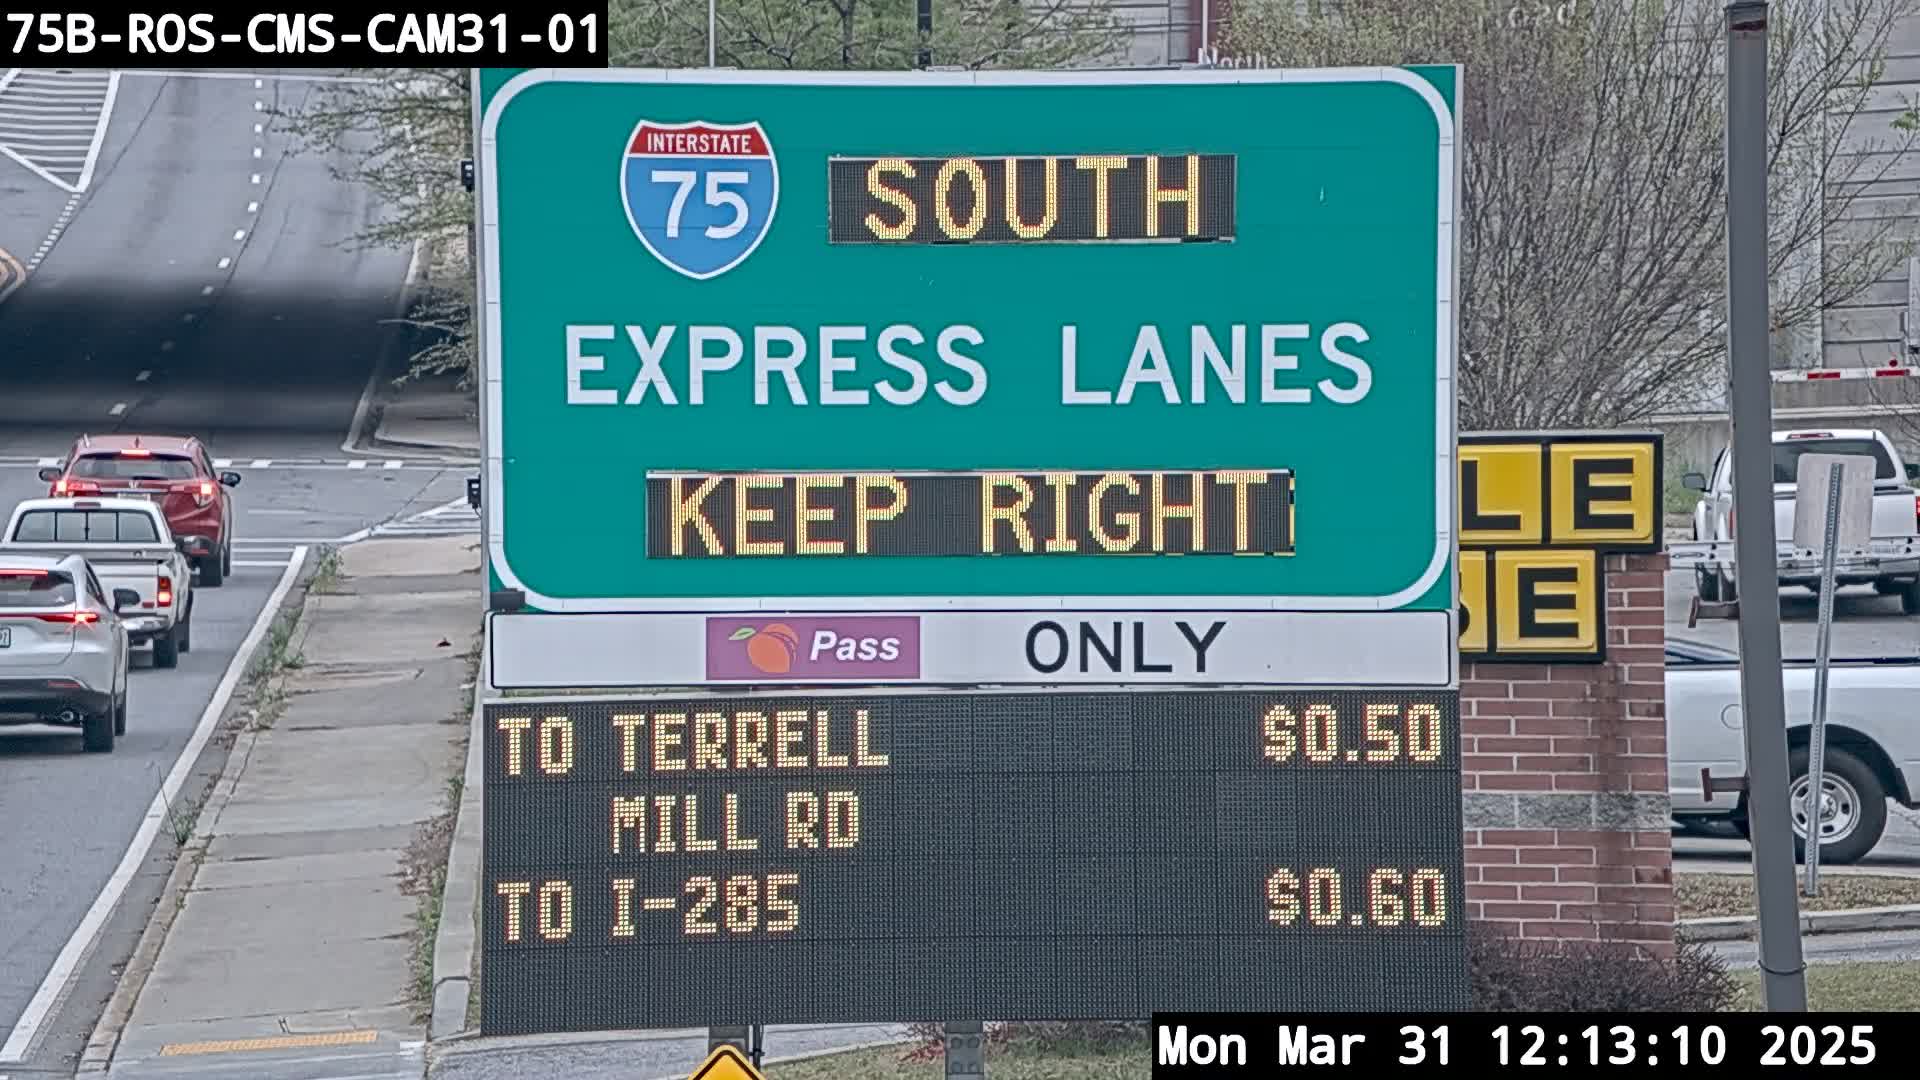 75B-ROS-CMS-CAM31-01
INTERSTATE
75
SOUTH
EXPRESS LANES
KEEP RIGHT
Pass ONLY
TO TERRELL $0.50
MILL RD
TO I-285 $0.60
Mon Mar 31 12:13:10 2025